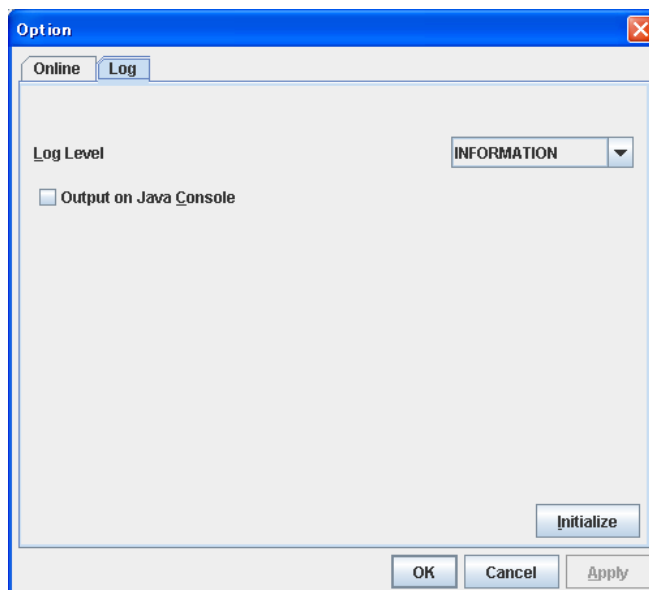 Option
Online Log
Log Level INFORMATION
Output on Java Console
Initialize
OK Cancel Apply